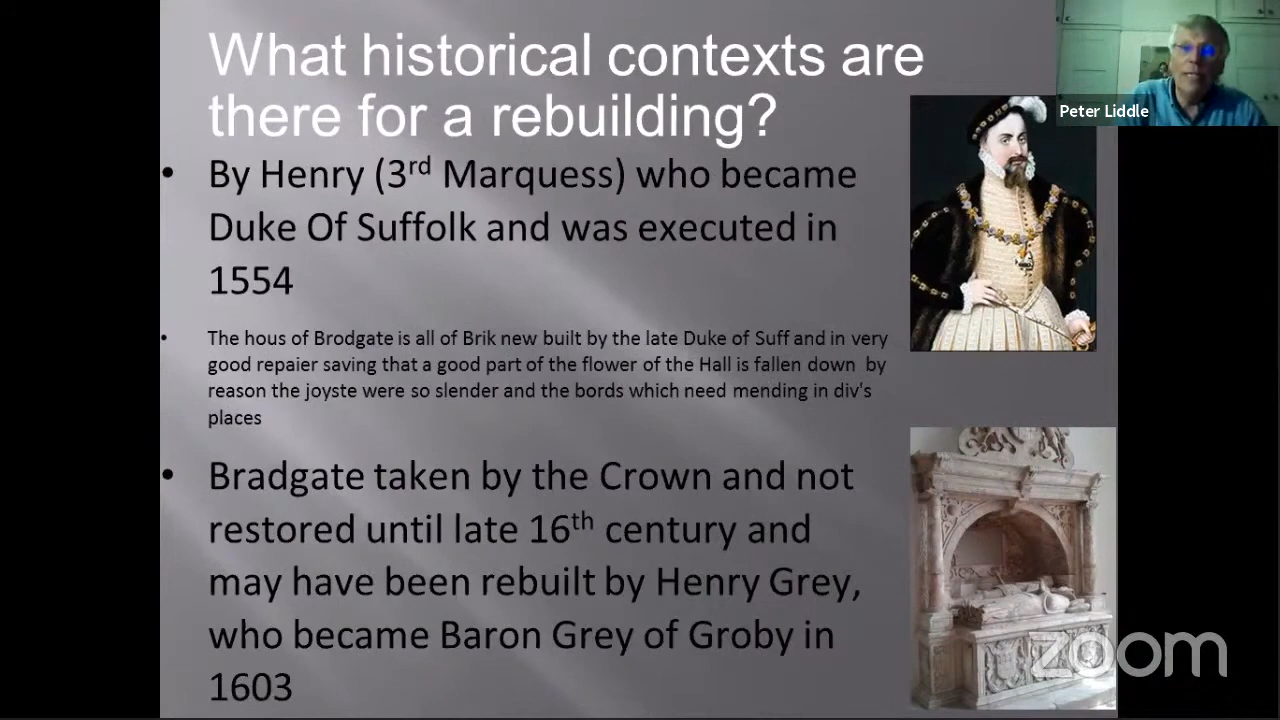 What historical contexts are
there for a rebuilding?
Peter Liddle
• By Henry (3rd Marquess) who became
Duke Of Suffolk and was executed in
1554
• The hous of Brodgate is all of Brik new built by the late Duke of Suff and in very
good repaier saving that a good part of the flower of the Hall is fallen down by
reason the joyste were so slender and the bords which need mending in div's
places
• Bradgate taken by the Crown and not
restored until late 16th century and
may have been rebuilt by Henry Grey,
who became Baron Grey of Groby in
1603
zoom